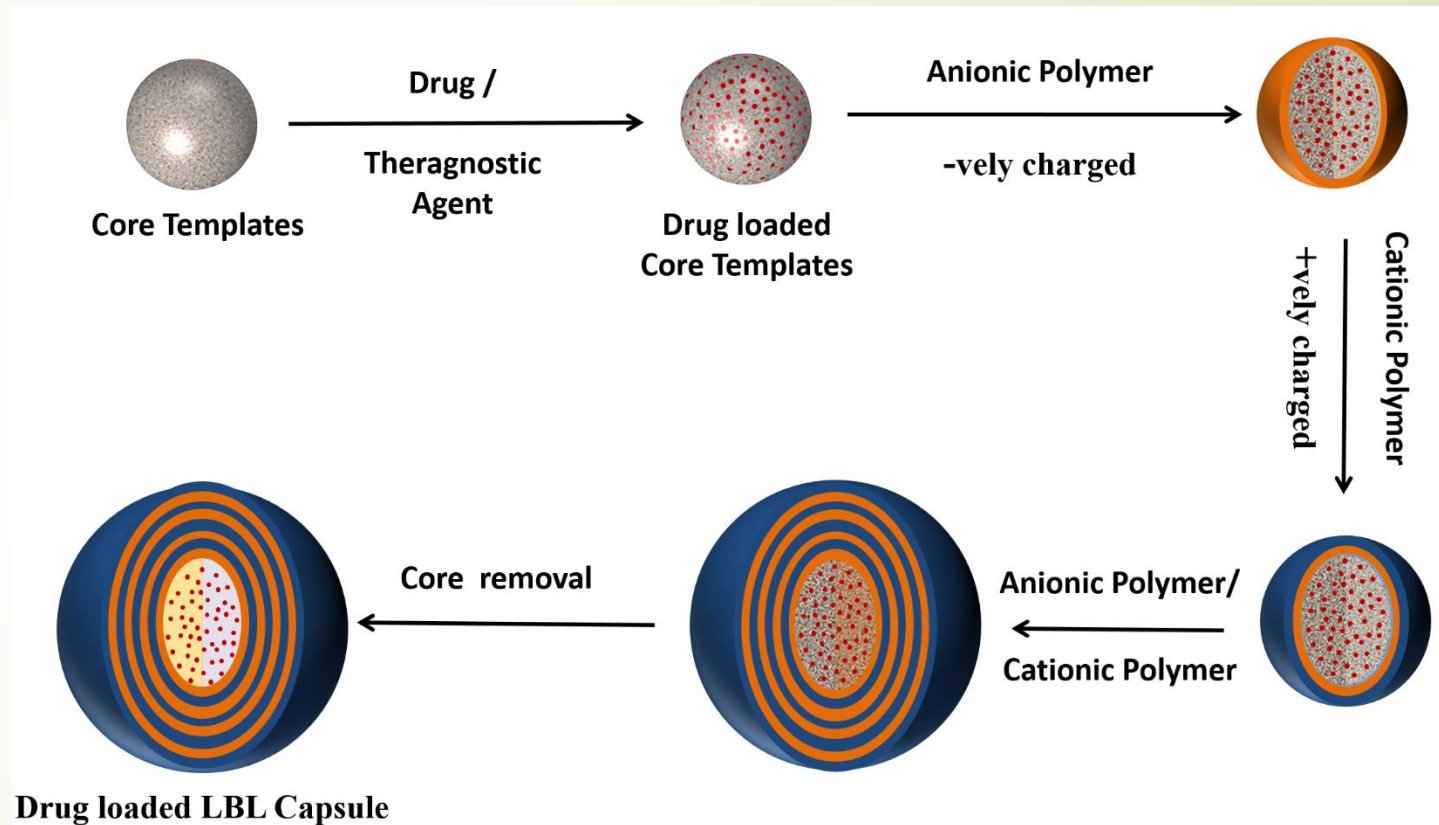 Drug /
Theragnostic
Agent
Core Templates
Drug loaded
Core Templates
Anionic Polymer
-vely charged
Cationic Polymer
+vely charged
Anionic Polymer/
Cationic Polymer
Core removal
Drug loaded LBL Capsule